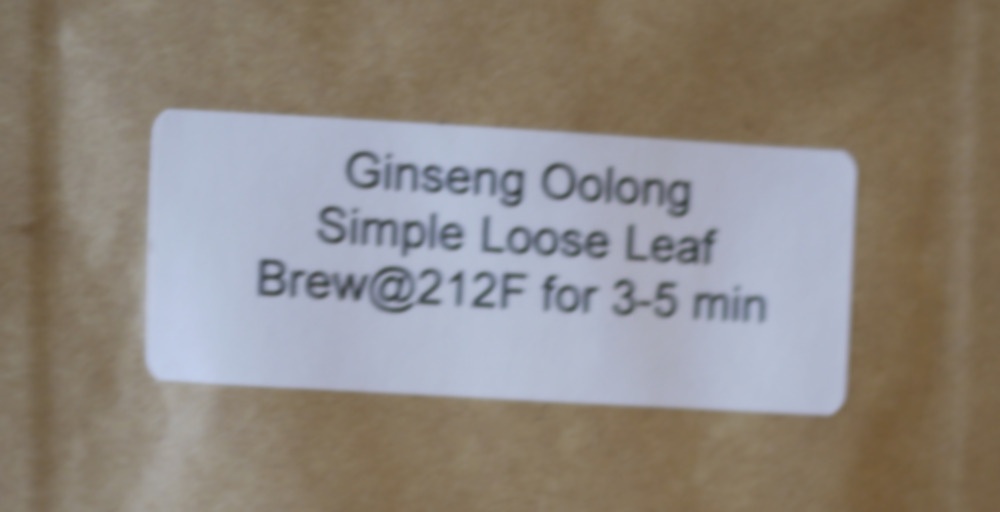 Ginseng Oolong
Simple Loose Leaf
Brew@212F for 3-5 min